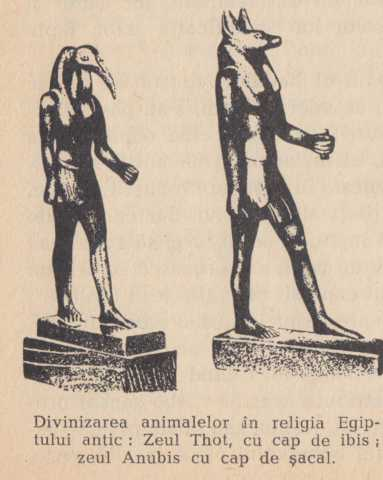 Divinizarea animalelor în religia Egip-
tului antic : Zeul Thot, cu cap de ibis ;
zeul Anubis cu cap de șacal.